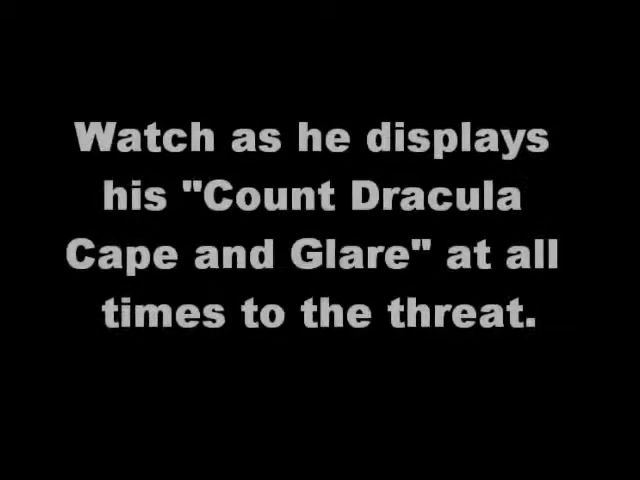 Watch as he displays
his "Count Dracula
Cape and Glare" at all
times to the threat.